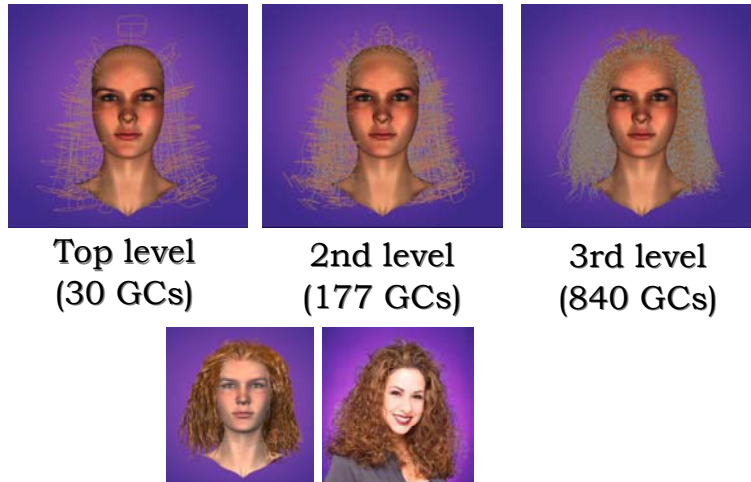 Top level
(30 GCs)
2nd level
(177 GCs)
3rd level
(840 GCs)